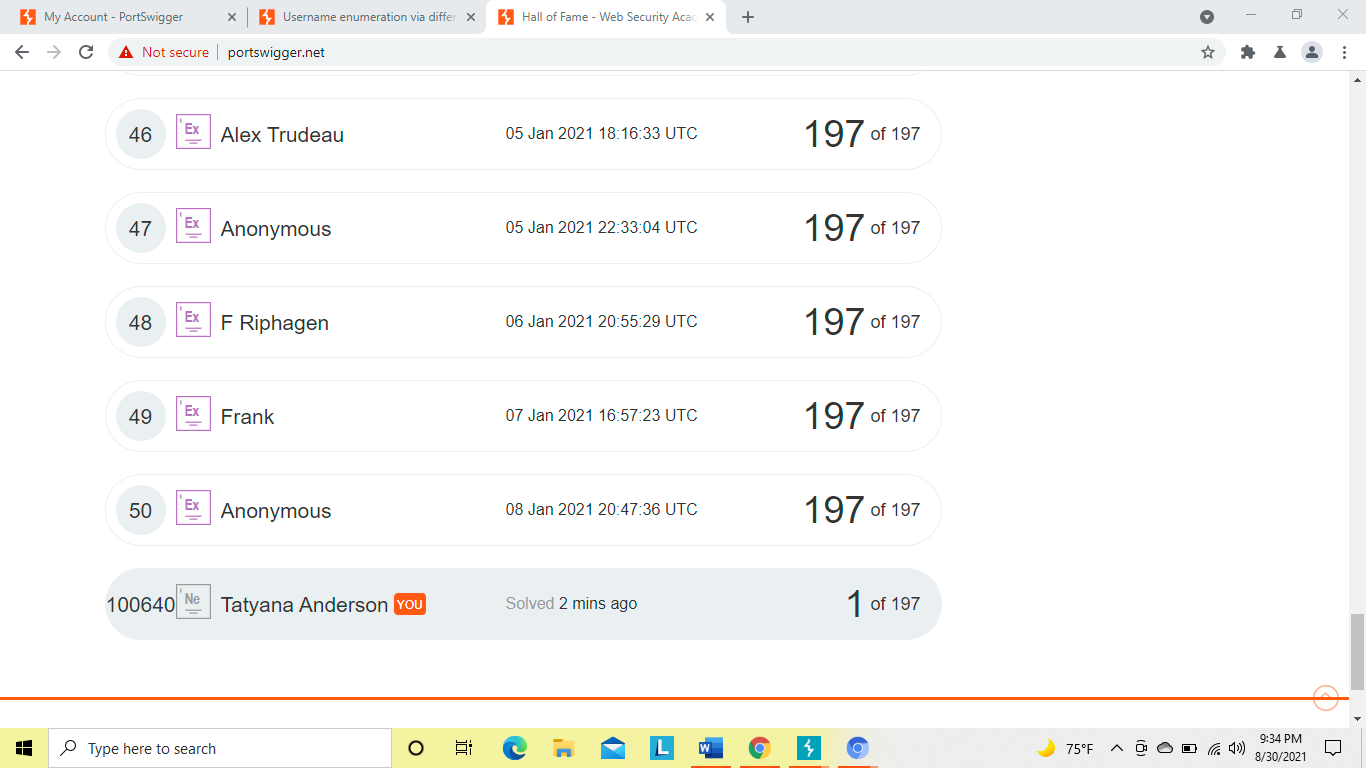 My Account - PortSwigger
Username enumeration via differ
Hall of Fame - Web Security Acad
Not secure
portswigger.net
46 Ex Alex Trudeau 05 Jan 2021 18:16:33 UTC 197 of 197
47 Ex Anonymous 05 Jan 2021 22:33:04 UTC 197 of 197
48 Ex F Riphagen 06 Jan 2021 20:55:29 UTC 197 of 197
49 Ex Frank 07 Jan 2021 16:57:23 UTC 197 of 197
50 Ex Anonymous 08 Jan 2021 20:47:36 UTC 197 of 197
100640 Ne Tatyana Anderson YOU Solved 2 mins ago 1 of 197
Type here to search
L
W
75°F
9:34 PM
8/30/2021